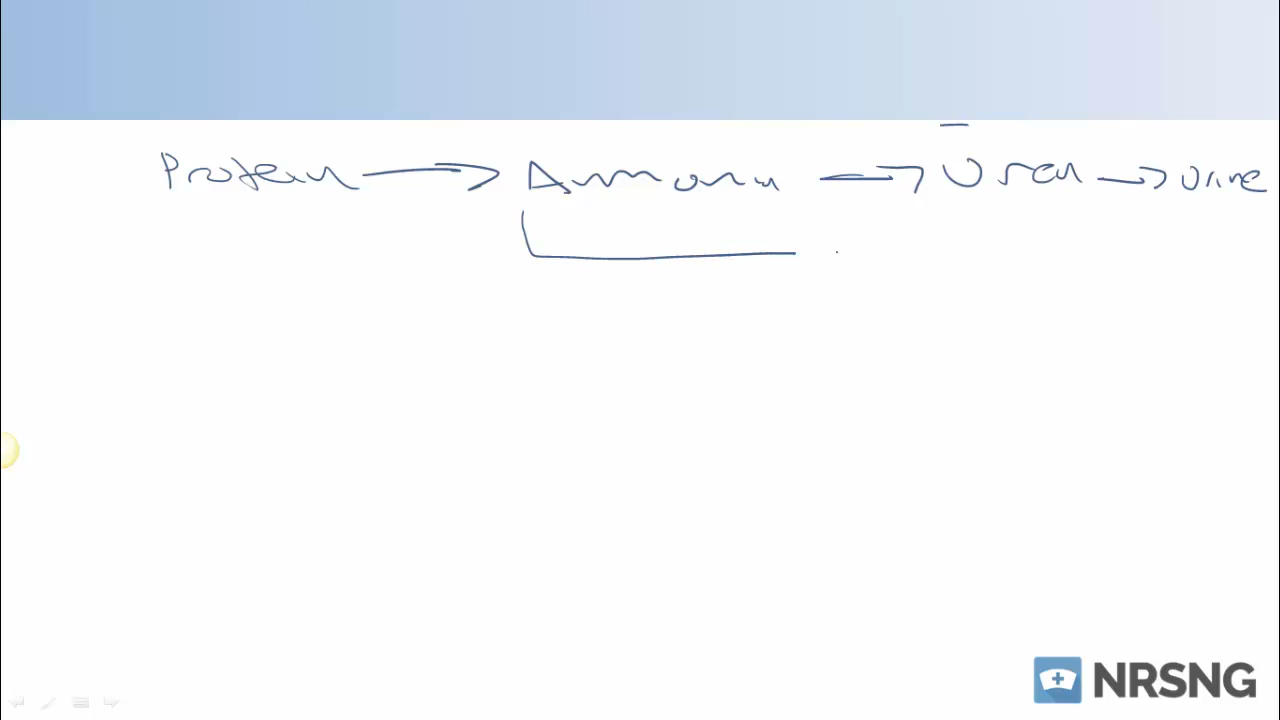 Protein → Ammonia → Urea → Urine
NRSNG